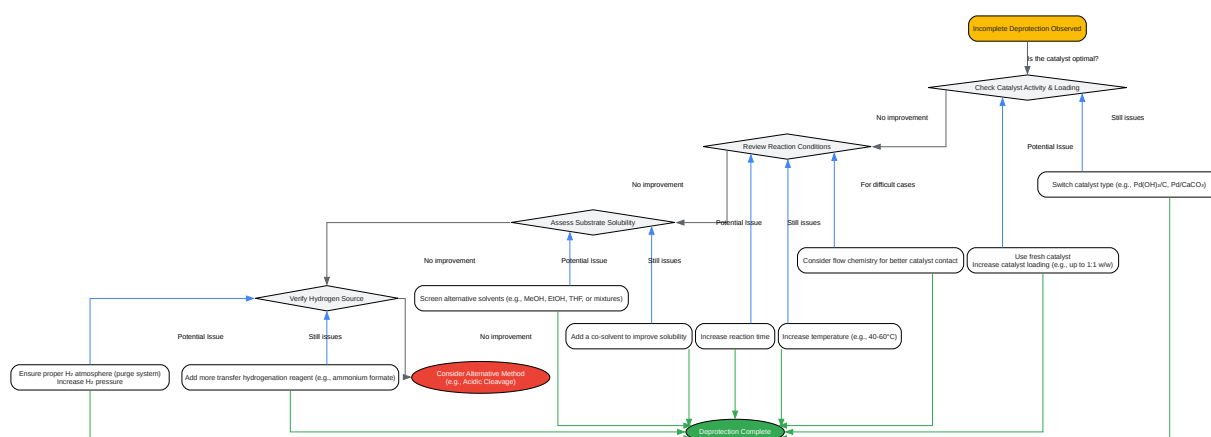 Incomplete Deprotection Observed
Is the catalyst optimal?
Check Catalyst Activity & Loading
No improvement
Still issues
Review Reaction Conditions
Potential Issue
No improvement
For difficult cases
Switch catalyst type (e.g., Pd(OH)₂/C, Pd/CaCO₃)
Assess Substrate Solubility
Potential Issue
Still issues
No improvement
Potential Issue
Still issues
Consider flow chemistry for better catalyst contact
Use fresh catalyst
Increase catalyst loading (e.g., up to 1:1 w/w)
Verify Hydrogen Source
Screen alternative solvents (e.g., MeOH, EtOH, THF, or mixtures)
Potential Issue
Still issues
No improvement
Add a co-solvent to improve solubility
Increase reaction time
Increase temperature (e.g., 40-60°C)
Ensure proper H₂ atmosphere (purge system)
Increase H₂ pressure
Add more transfer hydrogenation reagent (e.g., ammonium formate)
Consider Alternative Method
(e.g., Acidic Cleavage)
Deprotection Complete